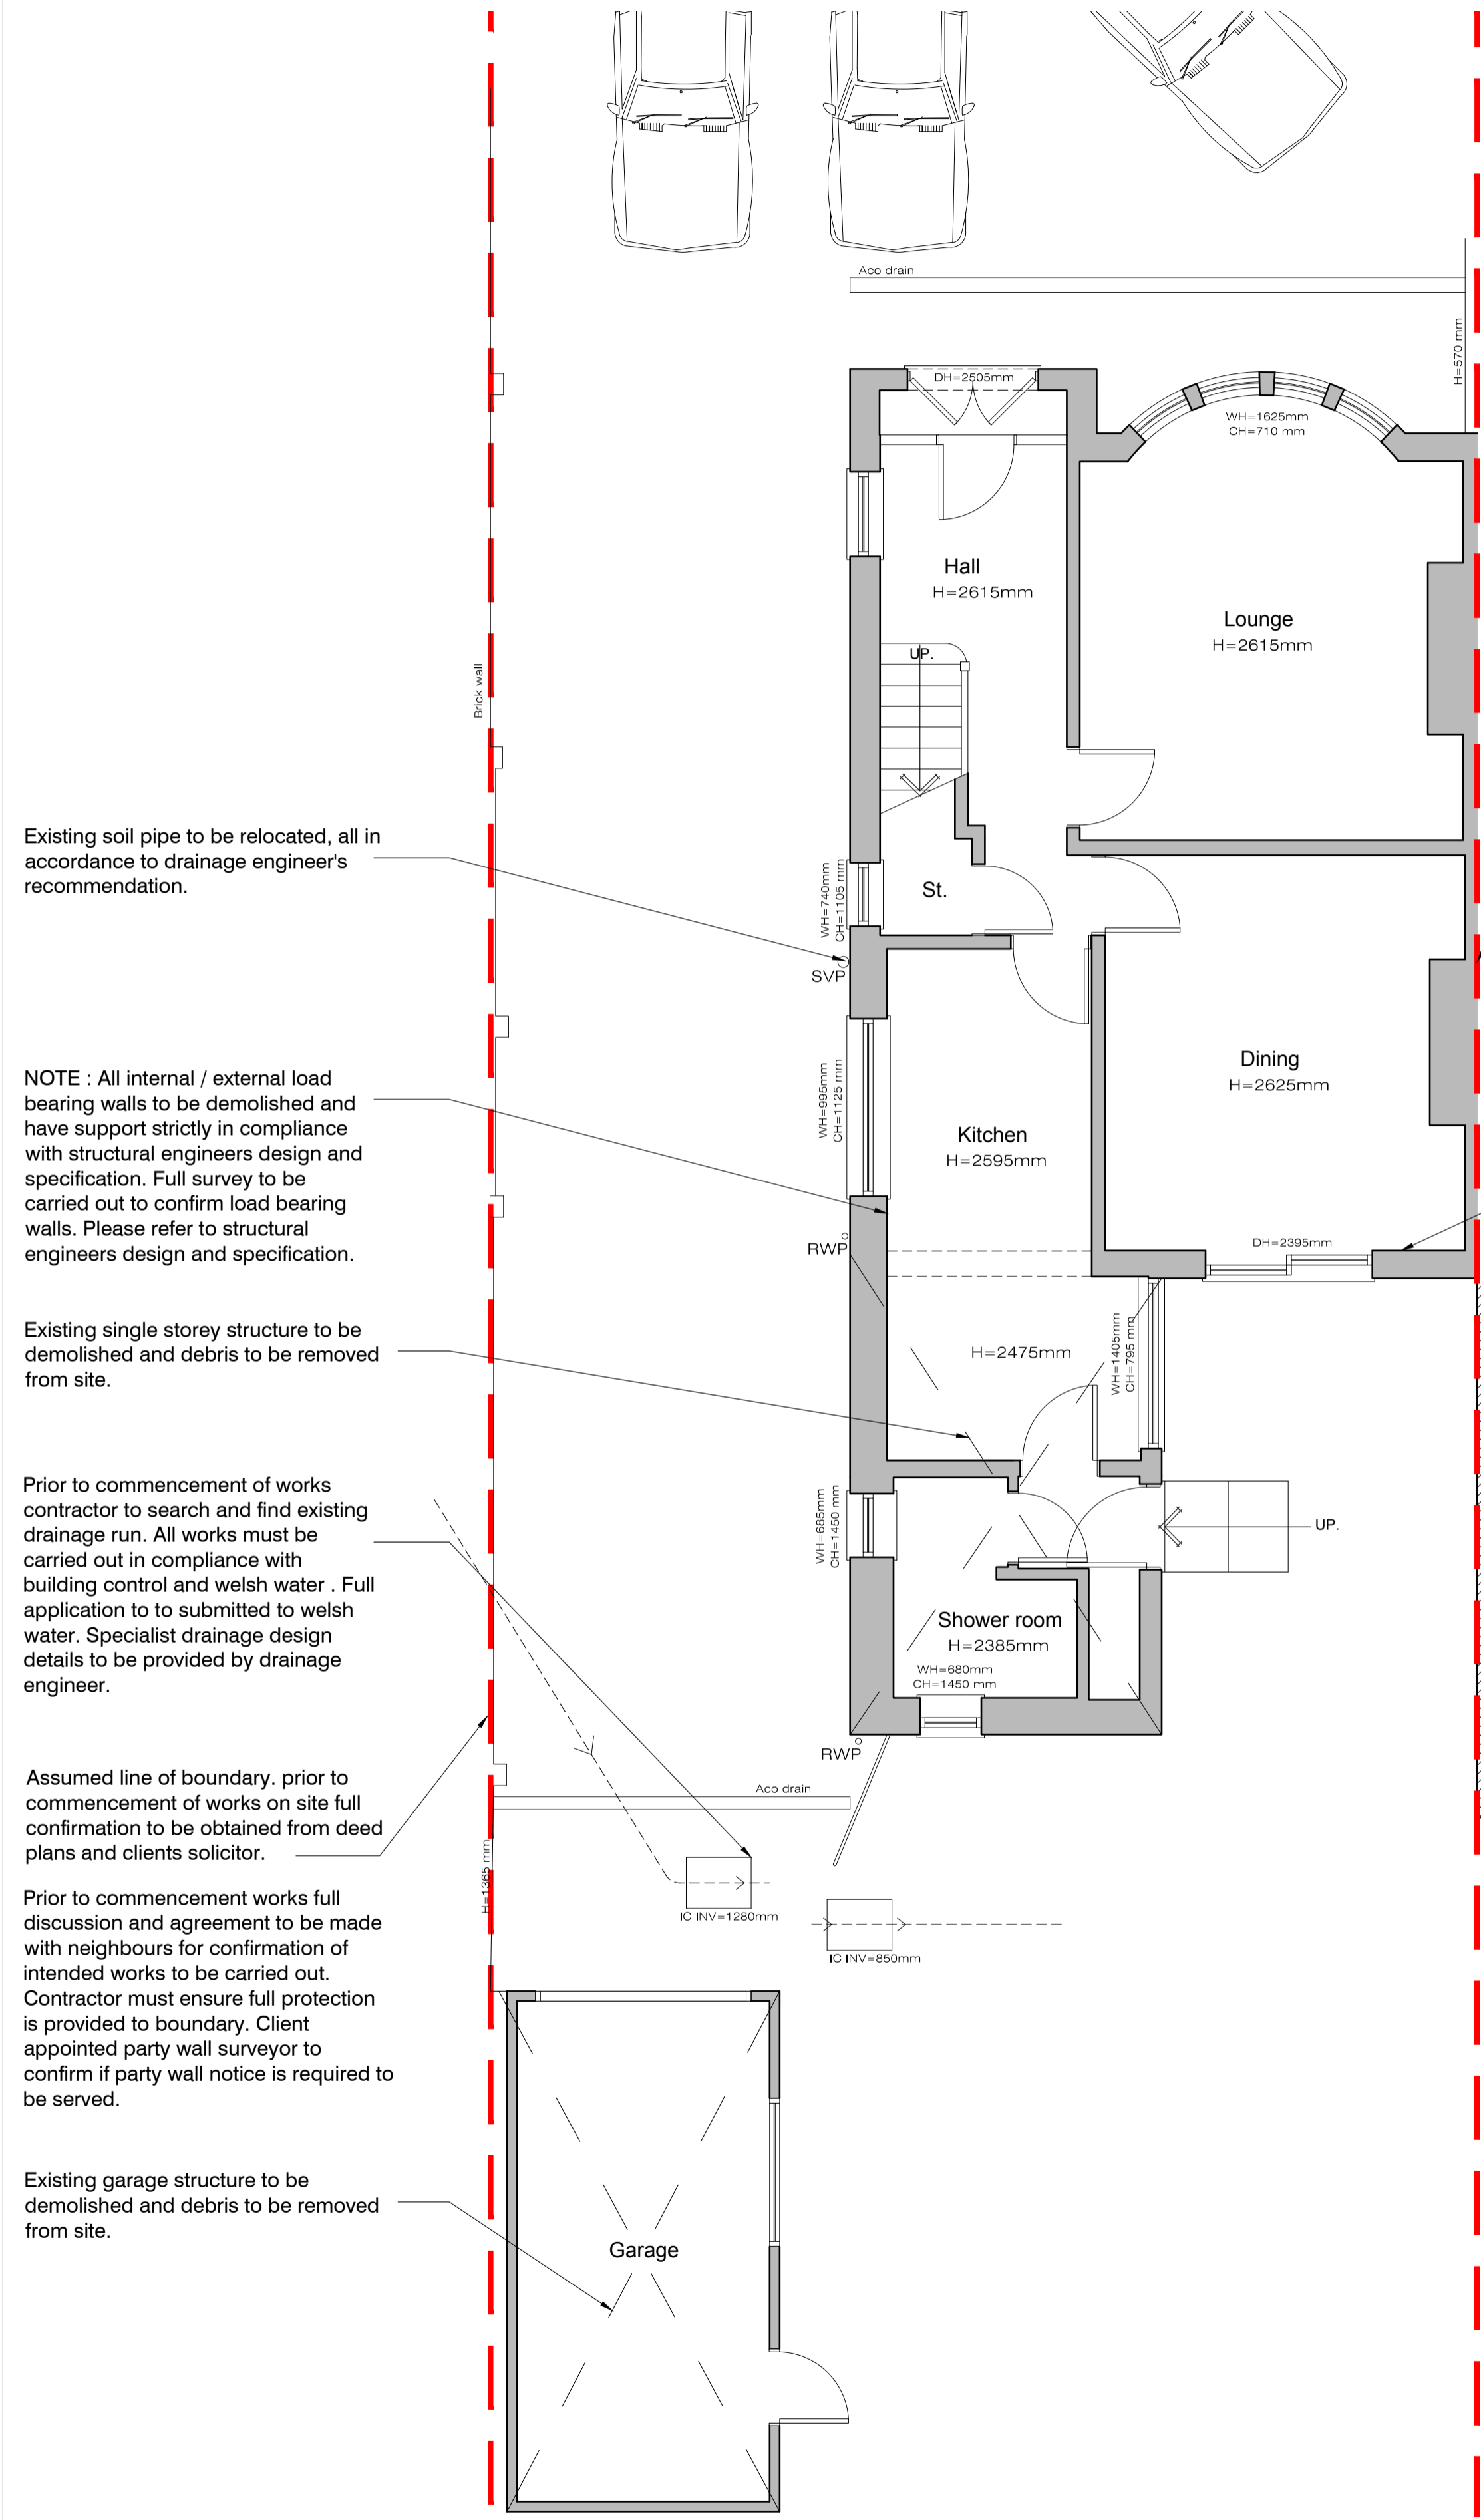 Aco drain
H=570 mm
DH=2505mm
WH=1625mm
CH=710 mm
Hall
H=2615mm
Lounge
H=2615mm
UP.
Brick wall
Existing soil pipe to be relocated, all in
accordance to drainage engineer's
recommendation.
WH=740mm
CH=1105 mm
St.
SVP
NOTE : All internal / external load
bearing walls to be demolished and
have support strictly in compliance
with structural engineers design and
specification. Full survey to be
carried out to confirm load bearing
walls. Please refer to structural
engineers design and specification.
WH=995mm
CH=1125 mm
Kitchen
H=2595mm
Dining
H=2625mm
RWP
DH=2395mm
Existing single storey structure to be
demolished and debris to be removed
from site.
H=2475mm
WH=1405mm
CH=795 mm
Prior to commencement of works
contractor to search and find existing
drainage run. All works must be
carried out in compliance with
building control and welsh water . Full
application to to submitted to welsh
water. Specialist drainage design
details to be provided by drainage
engineer.
WH=685mm
CH=1450 mm
UP.
Shower room
H=2385mm
WH=680mm
CH=1450 mm
RWP
Assumed line of boundary. prior to
commencement of works on site full
confirmation to be obtained from deed
plans and clients solicitor.
Aco drain
H=1365 mm
IC INV=1280mm
IC INV=850mm
Prior to commencement works full
discussion and agreement to be made
with neighbours for confirmation of
intended works to be carried out.
Contractor must ensure full protection
is provided to boundary. Client
appointed party wall surveyor to
confirm if party wall notice is required to
be served.
Existing garage structure to be
demolished and debris to be removed
from site.
Garage